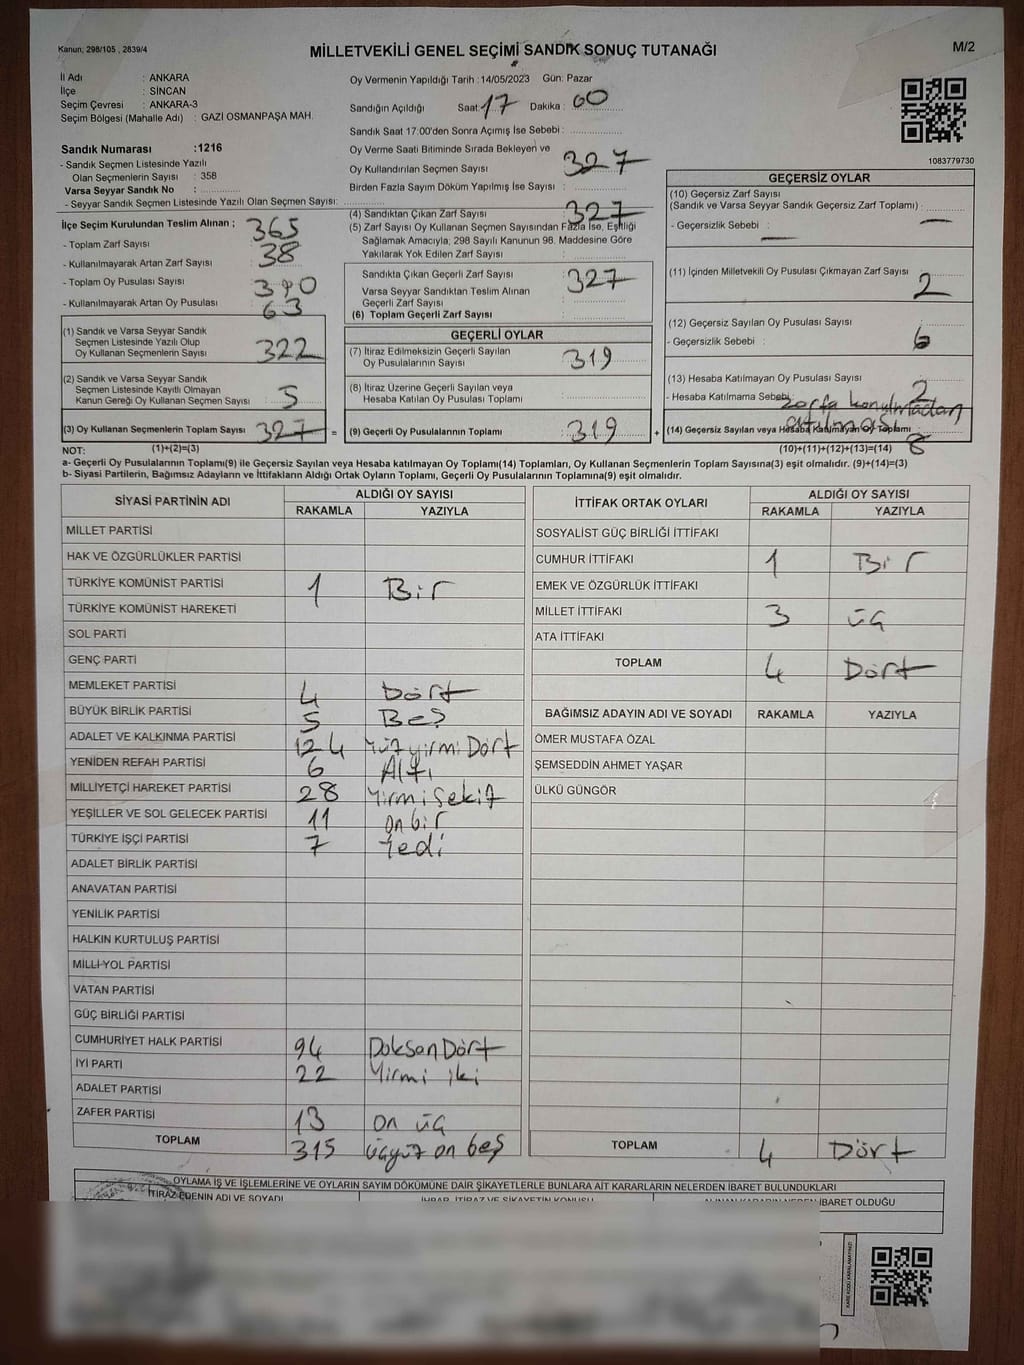 Kanun: 298/105 , 2839/4
MİLLETVEKİLİ GENEL SEÇİMİ SANDIK SONUÇ TUTANAĞI
M/2
İl Adı : ANKARA
İlçe : SİNCAN
Seçim Çevresi : ANKARA-3
Seçim Bölgesi (Mahalle Adı) : GAZİ OSMANPAŞA MAH.
Sandık Numarası :1216
- Sandık Seçmen Listesinde Yazılı
Olan Seçmenlerin Sayısı : 358
Varsa Seyyar Sandık No :
- Seyyar Sandık Seçmen Listesinde Yazılı Olan Seçmen Sayısı:
Oy Vermenin Yapıldığı Tarih :14/05/2023 Gün: Pazar
Sandığın Açıldığı Saat: 17 Dakika : 00
Sandık Saat 17:00'den Sonra Açılmış İse Sebebi :
Oy Verme Saati Bitiminde Sırada Bekleyen ve
Oy Kullandırılan Seçmen Sayısı : 327
Birden Fazla Sayım Döküm Yapılmış İse Sayısı :
1083779730
İlçe Seçim Kurulundan Teslim Alınan ;
- Toplam Zarf Sayısı : 365
- Kullanılmayarak Artan Zarf Sayısı : 38
- Toplam Oy Pusulası Sayısı : 390
- Kullanılmayarak Artan Oy Pusulası : 63
(1) Sandık ve Varsa Seyyar Sandık
Seçmen Listesinde Yazılı Olup
Oy Kullanan Seçmenlerin Sayısı : 322
(2) Sandık ve Varsa Seyyar Sandık
Seçmen Listesinde Kayıtlı Olmayan
Kanun Gereği Oy Kullanan Seçmen Sayısı : 5
(3) Oy Kullanan Seçmenlerin Toplam Sayısı : 327 =
(4) Sandıktan Çıkan Zarf Sayısı : 327
(5) Zarf Sayısı Oy Kullanan Seçmen Sayısından Fazla İse, Eşitliği
Sağlamak Amacıyla, 298 Sayılı Kanunun 98. Maddesine Göre
Yakılarak Yok Edilen Zarf Sayısı :
Sandıkta Çıkan Geçerli Zarf Sayısı : 327
Varsa Seyyar Sandıktan Teslim Alınan
Geçerli Zarf Sayısı :
(6) Toplam Geçerli Zarf Sayısı :
GEÇERLİ OYLAR
(7) İtiraz Edilmeksizin Geçerli Sayılan
Oy Pusulalarının Sayısı : 319
(8) İtiraz Üzerine Geçerli Sayılan veya
Hesaba Katılan Oy Pusulası Toplamı :
(9) Geçerli Oy Pusulalarının Toplamı : 319 +
GEÇERSİZ OYLAR
(10) Geçersiz Zarf Sayısı
(Sandık ve Varsa Seyyar Sandık Geçersiz Zarf Toplamı) : —
- Geçersizlik Sebebi : —
(11) İçinden Milletvekili Oy Pusulası Çıkmayan Zarf Sayısı : 2
(12) Geçersiz Sayılan Oy Pusulası Sayısı :
- Geçersizlik Sebebi : 6
(13) Hesaba Katılmayan Oy Pusulası Sayısı : 2
- Hesaba Katılmama Sebebi : zarfa konulmadan
atılması
(14) Geçersiz Sayılan veya Hesaba Katılmayan Oy Toplamı : 8
NOT: (1)+(2)=(3) (10)+(11)+(12)+(13)=(14)
a- Geçerli Oy Pusulalarının Toplamı(9) ile Geçersiz Sayılan veya Hesaba katılmayan Oy Toplamı(14) Toplamları, Oy Kullanan Seçmenlerin Toplam Sayısına(3) eşit olmalıdır. (9)+(14)=(3)
b- Siyasi Partilerin, Bağımsız Adayların ve İttifakların Aldığı Ortak Oyların Toplamı, Geçerli Oy Pusulalarının Toplamına(9) eşit olmalıdır.
SİYASİ PARTİNİN ADI ALDIĞI OY SAYISI
RAKAMLA YAZIYLA
MİLLET PARTİSİ
HAK VE ÖZGÜRLÜKLER PARTİSİ
TÜRKİYE KOMÜNİST PARTİSİ 1 Bir
TÜRKİYE KOMÜNİST HAREKETİ
SOL PARTİ
GENÇ PARTİ
MEMLEKET PARTİSİ 4 Dört
BÜYÜK BİRLİK PARTİSİ 5 Beş
ADALET VE KALKINMA PARTİSİ 124 Yüz yirmi Dört
YENİDEN REFAH PARTİSİ 6 Altı
MİLLİYETÇİ HAREKET PARTİSİ 28 Yirmi Sekiz
YEŞİLLER VE SOL GELECEK PARTİSİ 11 on bir
TÜRKİYE İŞÇİ PARTİSİ 7 Yedi
ADALET BİRLİK PARTİSİ
ANAVATAN PARTİSİ
YENİLİK PARTİSİ
HALKIN KURTULUŞ PARTİSİ
MİLLİ YOL PARTİSİ
VATAN PARTİSİ
GÜÇ BİRLİĞİ PARTİSİ
CUMHURİYET HALK PARTİSİ 94 Doksan Dört
İYİ PARTİ 22 Yirmi iki
ADALET PARTİSİ
ZAFER PARTİSİ 13 on üç
TOPLAM 315 üçyüz on beş
İTTİFAK ORTAK OYLARI ALDIĞI OY SAYISI
RAKAMLA YAZIYLA
SOSYALİST GÜÇ BİRLİĞİ İTTİFAKI
CUMHUR İTTİFAKI 1 Bir
EMEK VE ÖZGÜRLÜK İTTİFAKI
MİLLET İTTİFAKI 3 üç
ATA İTTİFAKI
TOPLAM 4 Dört
BAĞIMSIZ ADAYIN ADI VE SOYADI RAKAMLA YAZIYLA
ÖMER MUSTAFA ÖZAL
ŞEMSEDDİN AHMET YAŞAR
ÜLKÜ GÜNGÖR
TOPLAM 4 Dört
OYLAMA İŞ VE İŞLEMLERİNE VE OYLARIN SAYIM DÖKÜMÜNE DAİR ŞİKAYETLERLE BUNLARA AİT KARARLARIN NELERDEN İBARET BULUNDUKLARI
İTİRAZ EDENİN ADI VE SOYADI İHBAR, İTİRAZ VE ŞİKAYETİN KONUSU ALINAN KARARIN NEDEN İBARET OLDUĞU
KARE KODU KARALAMAYINIZ!